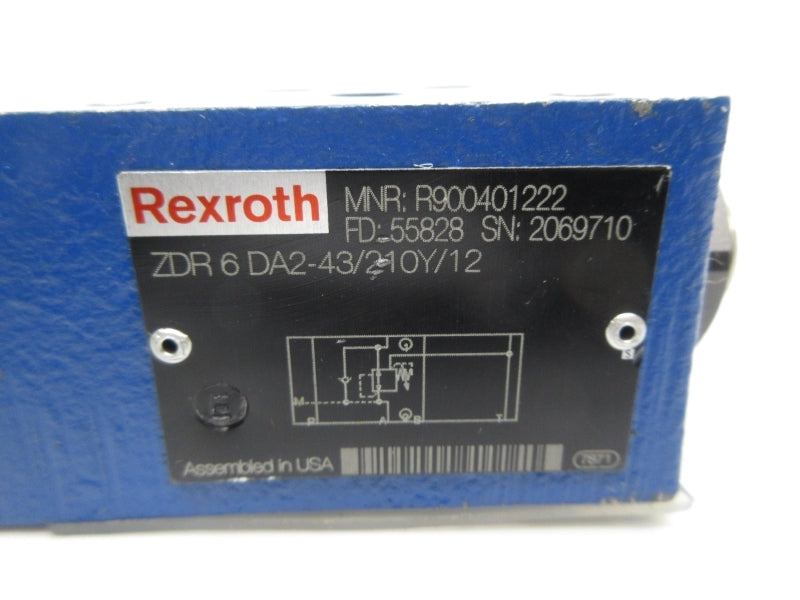 Rexroth
MNR: R900401222
FD: 55828 SN: 2069710
ZDR 6 DA2-43/210Y/12
M
P A B T
Assembled in USA